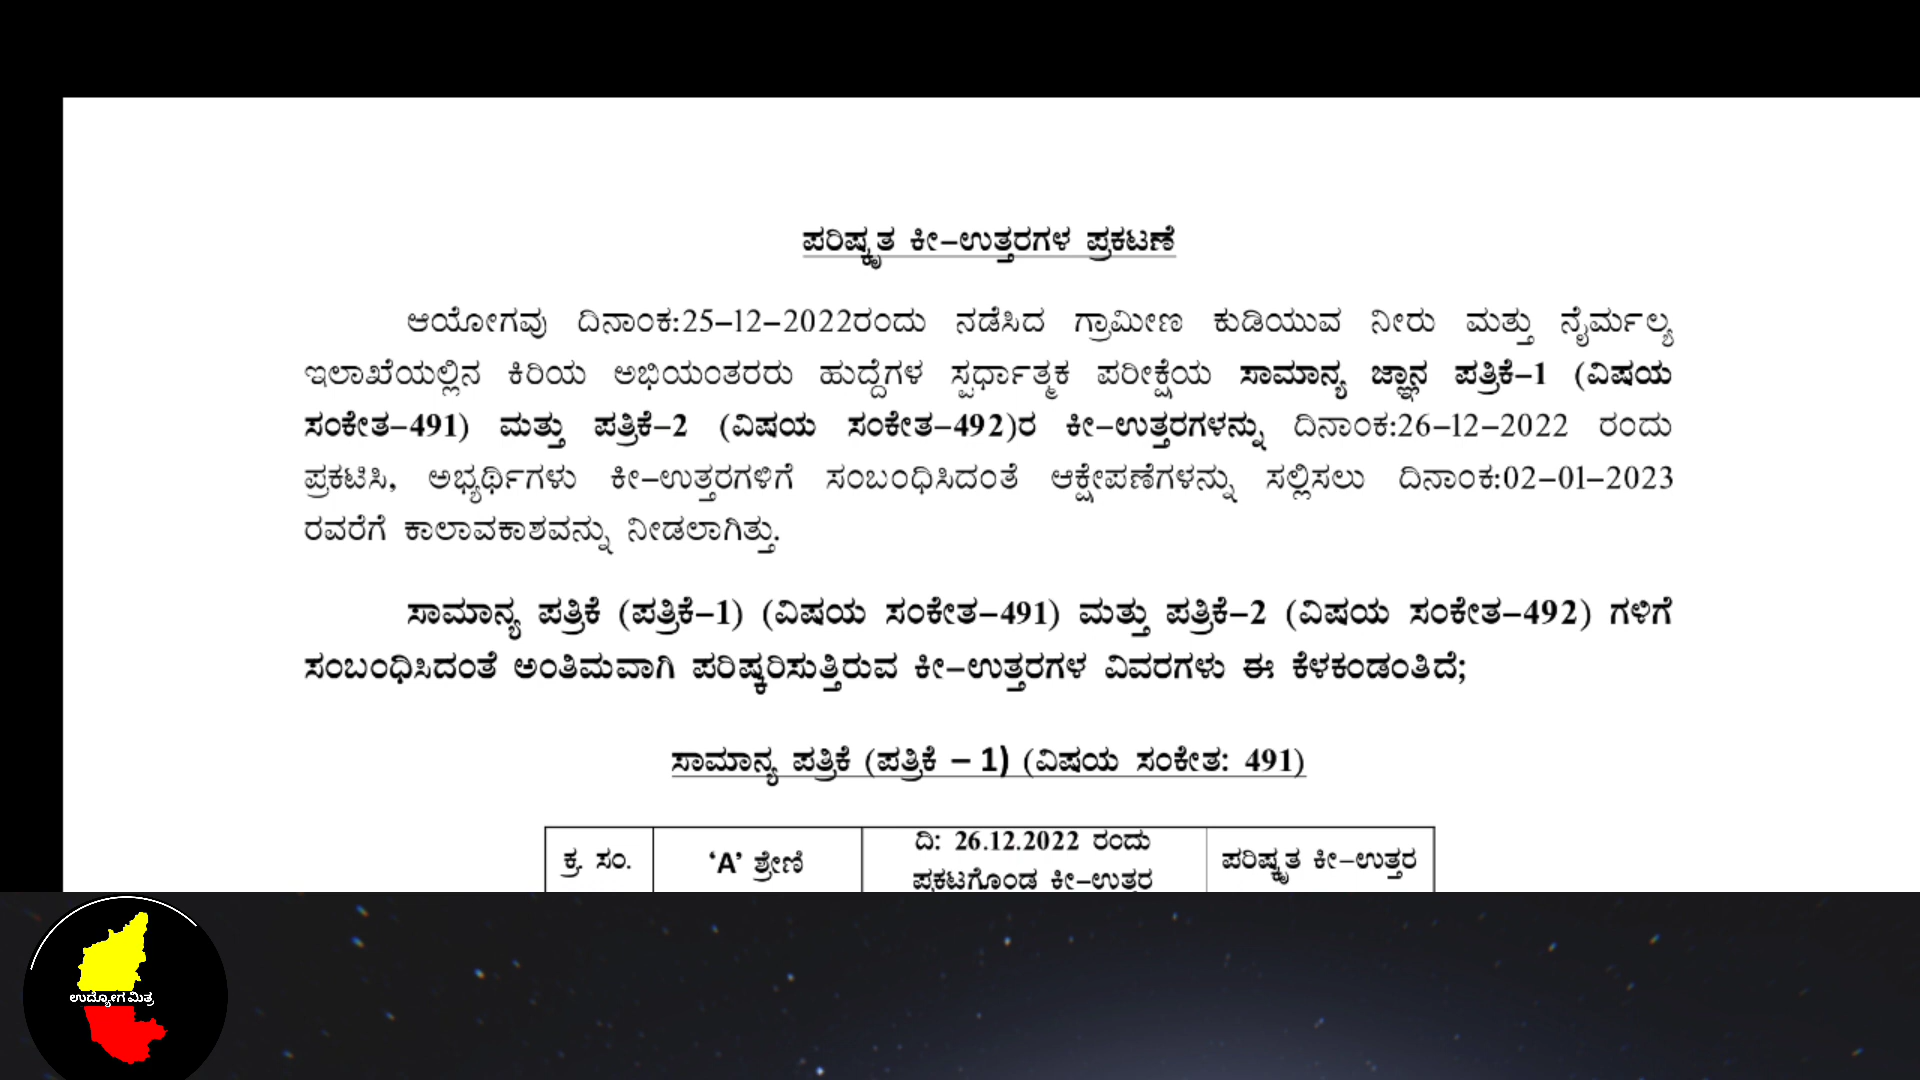 ಪರಿಷ್ಕೃತ ಕೀ–ಉತ್ತರಗಳ ಪ್ರಕಟಣೆ
ಆಯೋಗವು ದಿನಾಂಕ:25–12–2022ರಂದು ನಡೆಸಿದ ಗ್ರಾಮೀಣ ಕುಡಿಯುವ ನೀರು ಮತ್ತು ನೈರ್ಮಲ್ಯ
ಇಲಾಖೆಯಲ್ಲಿನ ಕಿರಿಯ ಅಭಿಯಂತರರು ಹುದ್ದೆಗಳ ಸ್ಪರ್ಧಾತ್ಮಕ ಪರೀಕ್ಷೆಯ ಸಾಮಾನ್ಯ ಜ್ಞಾನ ಪತ್ರಿಕೆ–1 (ವಿಷಯ
ಸಂಕೇತ–491) ಮತ್ತು ಪತ್ರಿಕೆ–2 (ವಿಷಯ ಸಂಕೇತ–492)ರ ಕೀ–ಉತ್ತರಗಳನ್ನು ದಿನಾಂಕ:26–12–2022 ರಂದು
ಪ್ರಕಟಿಸಿ, ಅಭ್ಯರ್ಥಿಗಳು ಕೀ–ಉತ್ತರಗಳಿಗೆ ಸಂಬಂಧಿಸಿದಂತೆ ಆಕ್ಷೇಪಣೆಗಳನ್ನು ಸಲ್ಲಿಸಲು ದಿನಾಂಕ:02–01–2023
ರವರೆಗೆ ಕಾಲಾವಕಾಶವನ್ನು ನೀಡಲಾಗಿತ್ತು.
ಸಾಮಾನ್ಯ ಪತ್ರಿಕೆ (ಪತ್ರಿಕೆ–1) (ವಿಷಯ ಸಂಕೇತ–491) ಮತ್ತು ಪತ್ರಿಕೆ–2 (ವಿಷಯ ಸಂಕೇತ–492) ಗಳಿಗೆ
ಸಂಬಂಧಿಸಿದಂತೆ ಅಂತಿಮವಾಗಿ ಪರಿಷ್ಕರಿಸುತ್ತಿರುವ ಕೀ–ಉತ್ತರಗಳ ವಿವರಗಳು ಈ ಕೆಳಕಂಡಂತಿದೆ;
ಸಾಮಾನ್ಯ ಪತ್ರಿಕೆ (ಪತ್ರಿಕೆ – 1) (ವಿಷಯ ಸಂಕೇತ: 491)
ಕ್ರ. ಸಂ. 'A' ಶ್ರೇಣಿ ದಿ: 26.12.2022 ರಂದು ಪರಿಷ್ಕೃತ ಕೀ–ಉತ್ತರ
ಪ್ರಕಟಗೊಂಡ ಕೀ–ಉತ್ತರ
ಉದ್ಯೋಗ ಮಿತ್ರ